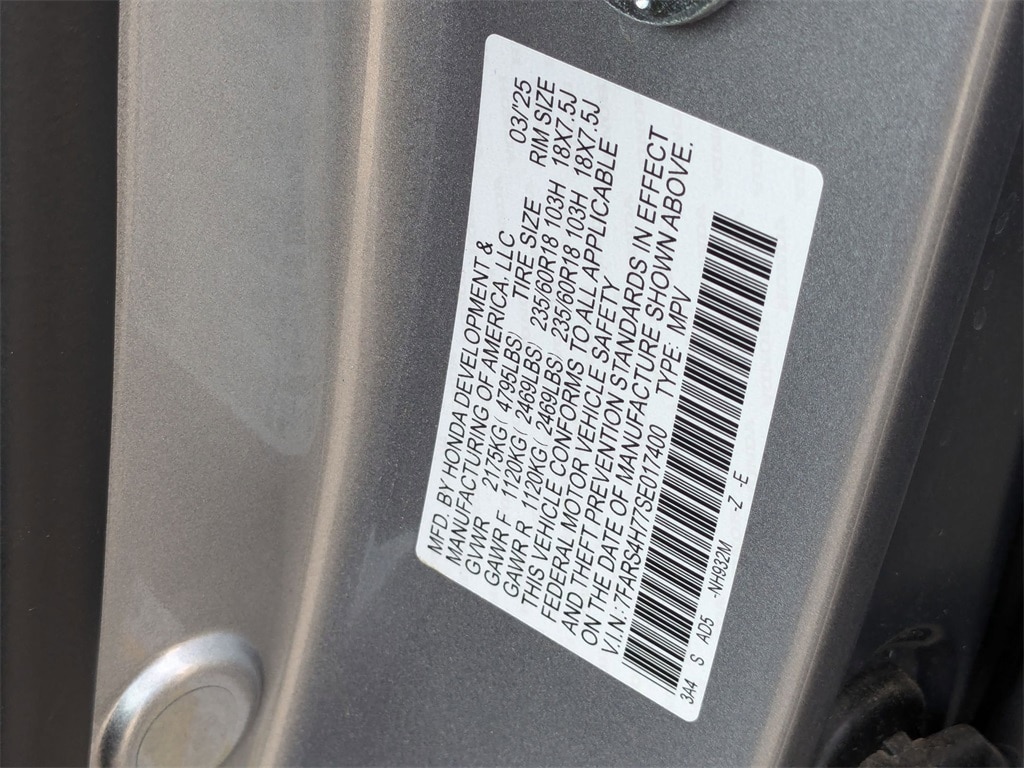 MFD. BY HONDA DEVELOPMENT &
MANUFACTURING OF AMERICA, LLC 03/'25
GVWR 2175KG ( 4795LBS) TIRE SIZE RIM SIZE
GAWR F 1120KG ( 2469LBS) 235/60R18 103H 18X7.5J
GAWR R 1120KG ( 2469LBS) 235/60R18 103H 18X7.5J
THIS VEHICLE CONFORMS TO ALL APPLICABLE
FEDERAL MOTOR VEHICLE SAFETY
AND THEFT PREVENTION STANDARDS IN EFFECT
ON THE DATE OF MANUFACTURE SHOWN ABOVE.
V.I.N: 7FARS4H77SE017400 TYPE: MPV
3A4 S AD5 -NH932M -Z -E